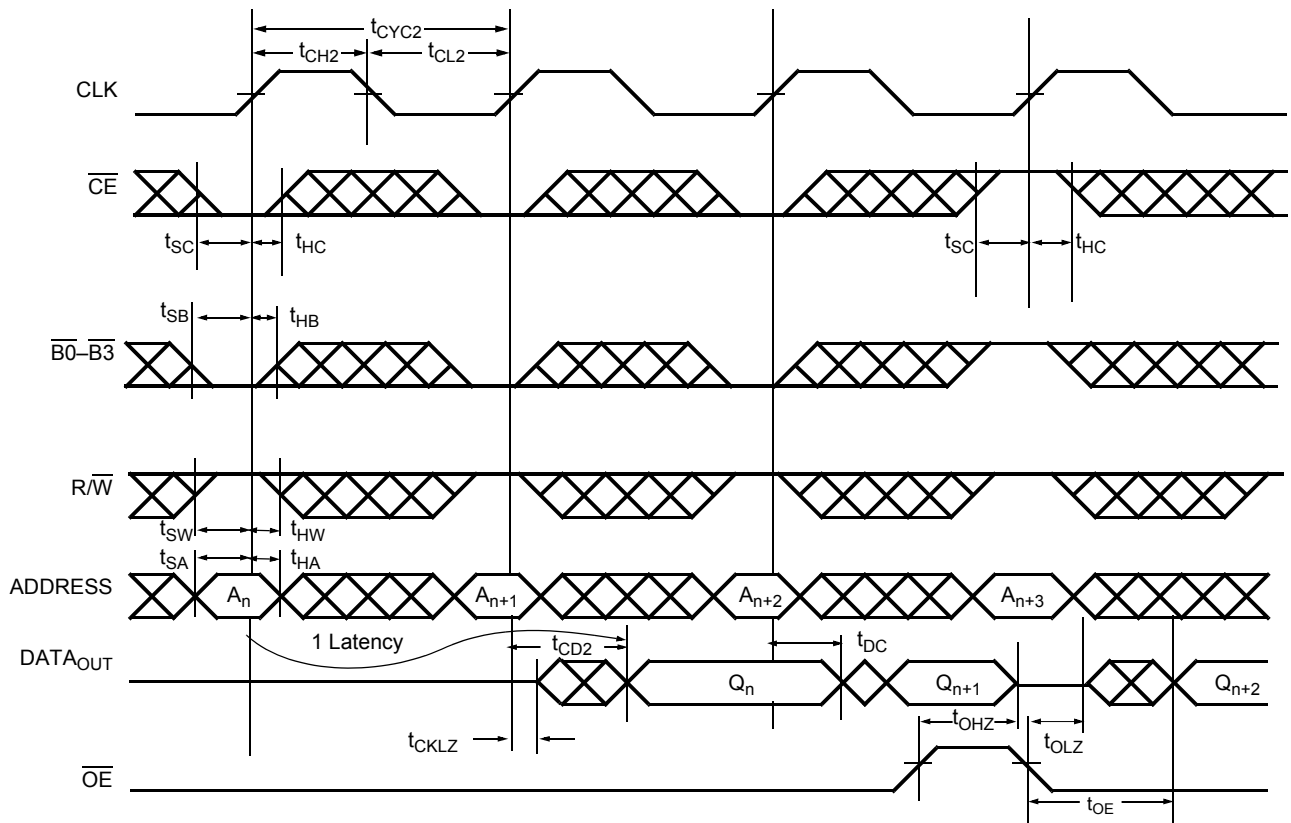 tCYC2
tCH2
tCL2
CLK
CE
tSC
tHC
tSC
tHC
tSB
tHB
B0–B3
R/W
tSW
tHW
tSA
tHA
ADDRESS
An
An+1
An+2
An+3
1 Latency
tCD2
tDC
DATAOUT
Qn
Qn+1
Qn+2
tOHZ
tCKLZ
tOLZ
OE
tOE